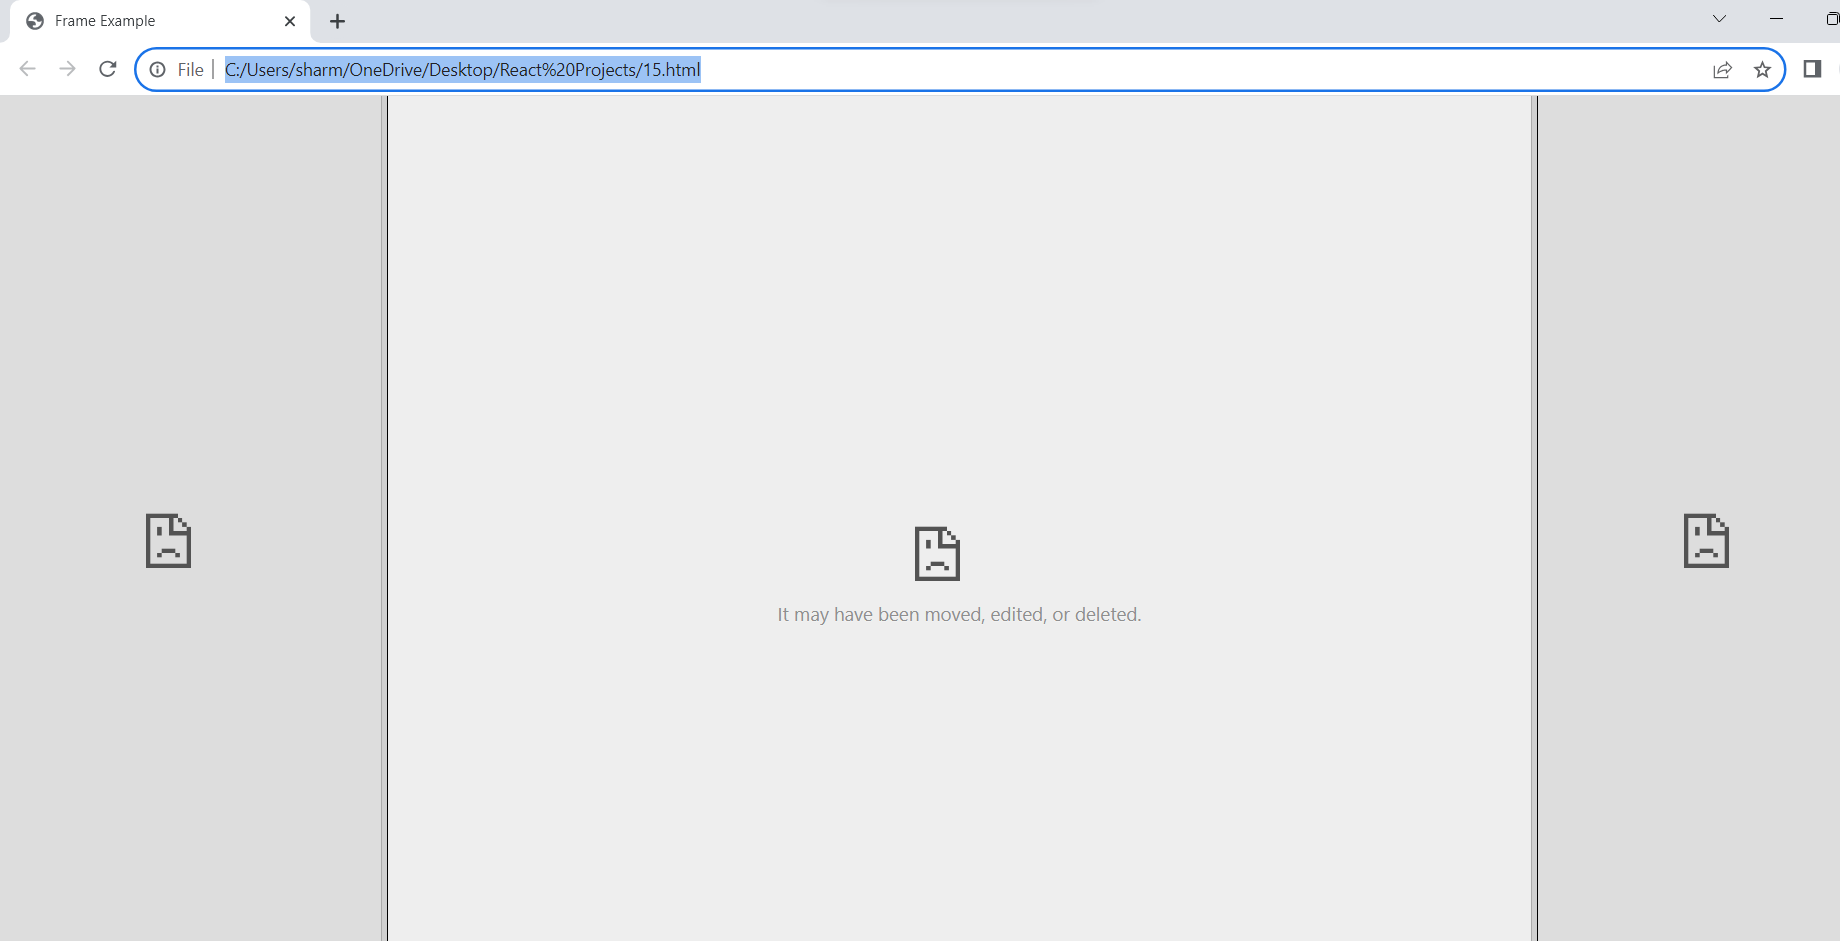 Frame Example
File C:/Users/sharm/OneDrive/Desktop/React%20Projects/15.html
It may have been moved, edited, or deleted.